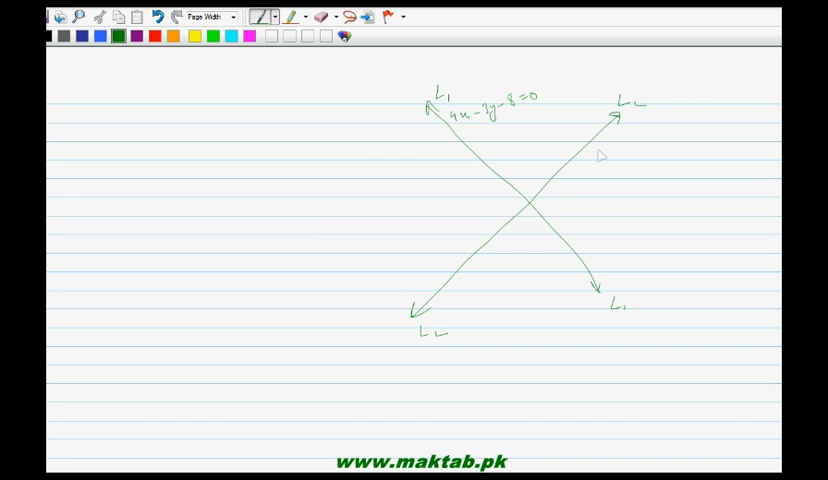 Page Width
L₁
4x-3y-8=0
L₂
L₁
L₂
www.maktab.pk